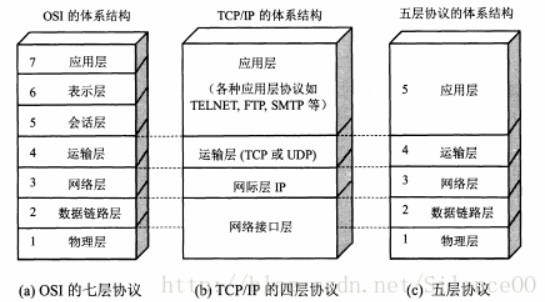 OSI 的体系结构
7 应用层
6 表示层
5 会话层
4 运输层
3 网络层
2 数据链路层
1 物理层
(a) OSI 的七层协议
TCP/IP 的体系结构
应用层
(各种应用层协议如
TELNET, FTP, SMTP 等)
运输层 (TCP 或 UDP)
网际层 IP
网络接口层
(b) TCP/IP 的四层协议
五层协议的体系结构
5 应用层
4 运输层
3 网络层
2 数据链路层
1 物理层
(c) 五层协议